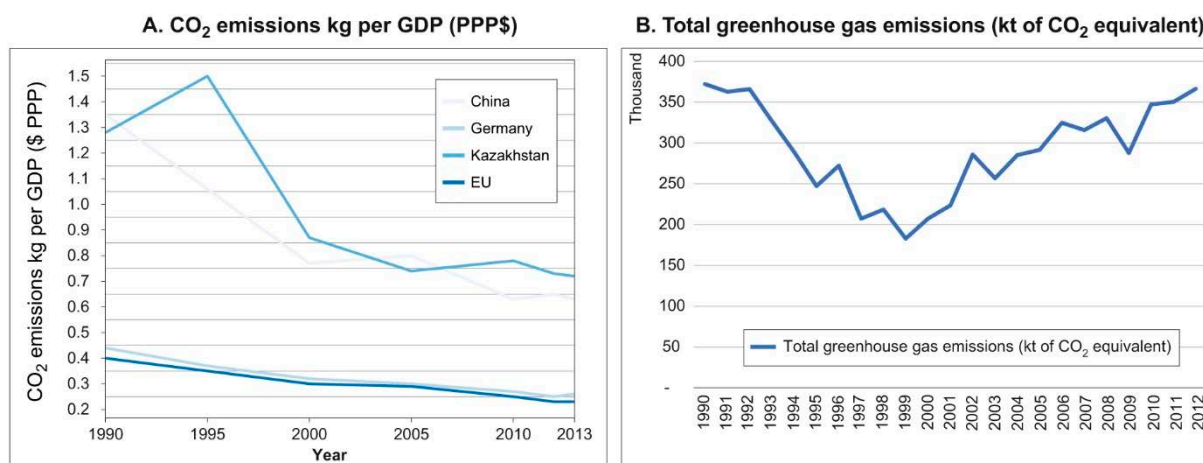 A. CO₂ emissions kg per GDP (PPP$)
CO₂ emissions kg per GDP ($ PPP)
1.5
1.4
1.3
1.2
1.1
1.0
0.9
0.8
0.7
0.6
0.5
0.4
0.3
0.2
China
Germany
Kazakhstan
EU
1990 1995 2000 2005 2010 2013
Year
B. Total greenhouse gas emissions (kt of CO₂ equivalent)
Thousand
400
350
300
250
200
150
100
50
-
Total greenhouse gas emissions (kt of CO₂ equivalent)
1990 1991 1992 1993 1994 1995 1996 1997 1998 1999 2000 2001 2002 2003 2004 2005 2006 2007 2008 2009 2010 2011 2012